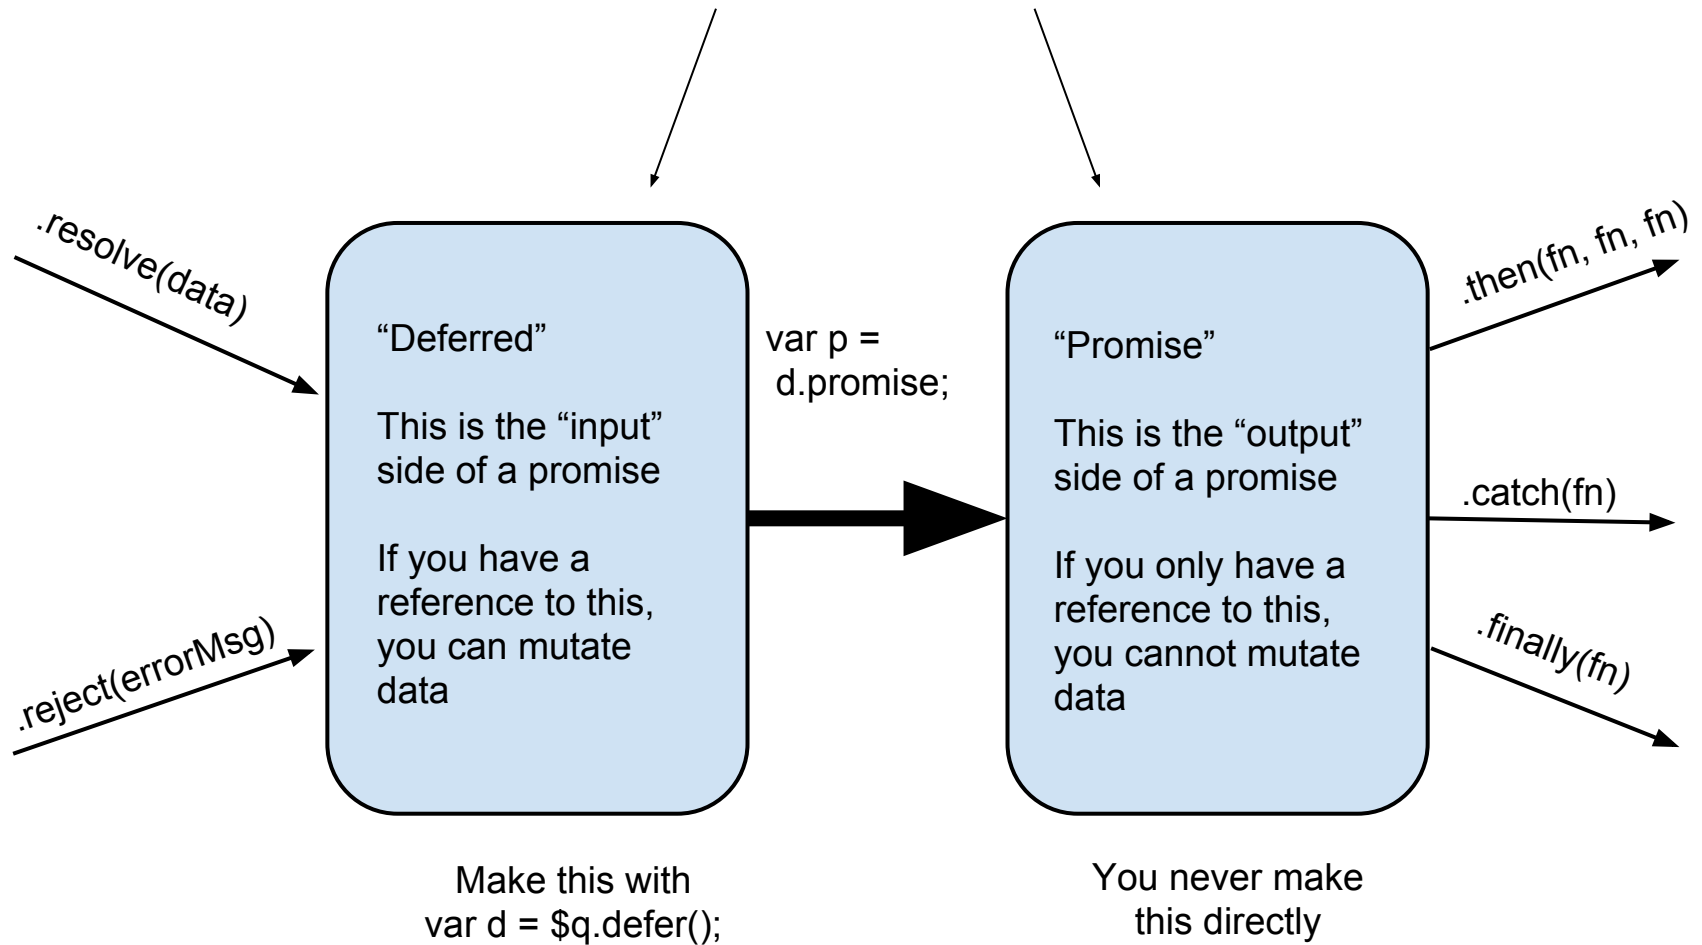 .resolve(data)
.reject(errorMsg)
“Deferred”
This is the “input”
side of a promise
If you have a
reference to this,
you can mutate
data
Make this with
var d = $q.defer();
var p =
d.promise;
“Promise”
This is the “output”
side of a promise
If you only have a
reference to this,
you cannot mutate
data
You never make
this directly
.then(fn, fn, fn)
.catch(fn)
.finally(fn)